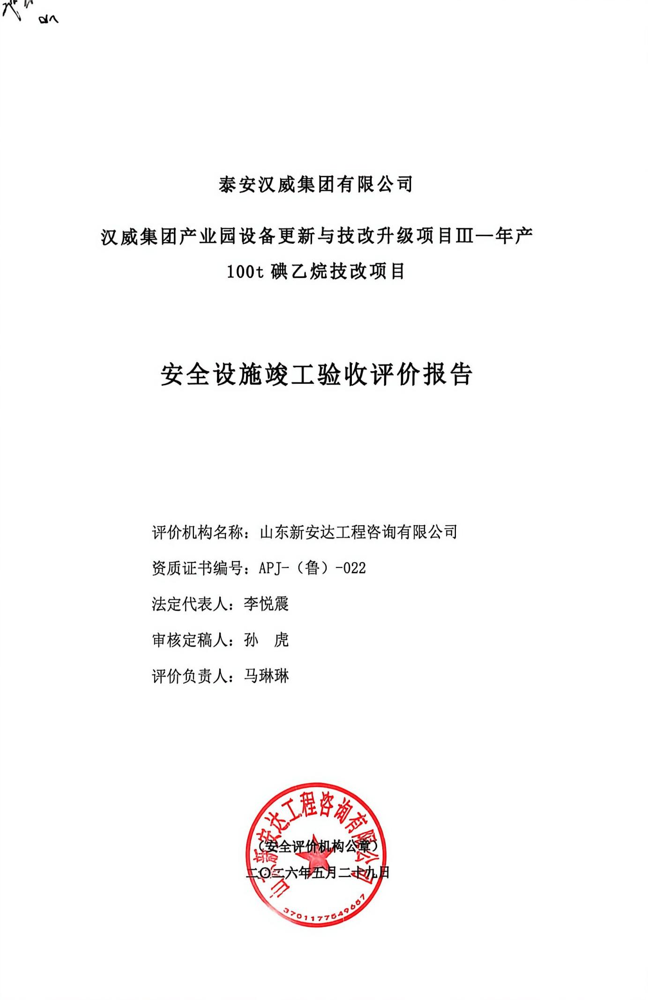 泰安汉威集团有限公司
汉威集团产业园设备更新与技改升级项目Ⅲ—年产
100t 碘乙烷技改项目
安全设施竣工验收评价报告
评价机构名称：山东新安达工程咨询有限公司
资质证书编号：APJ-（鲁）-022
法定代表人：李悦震
审核定稿人：孙　虎
评价负责人：马琳琳
山东新安达工程咨询有限公司
（安全评价机构公章）
二〇二六年五月二十九日
3701177549667